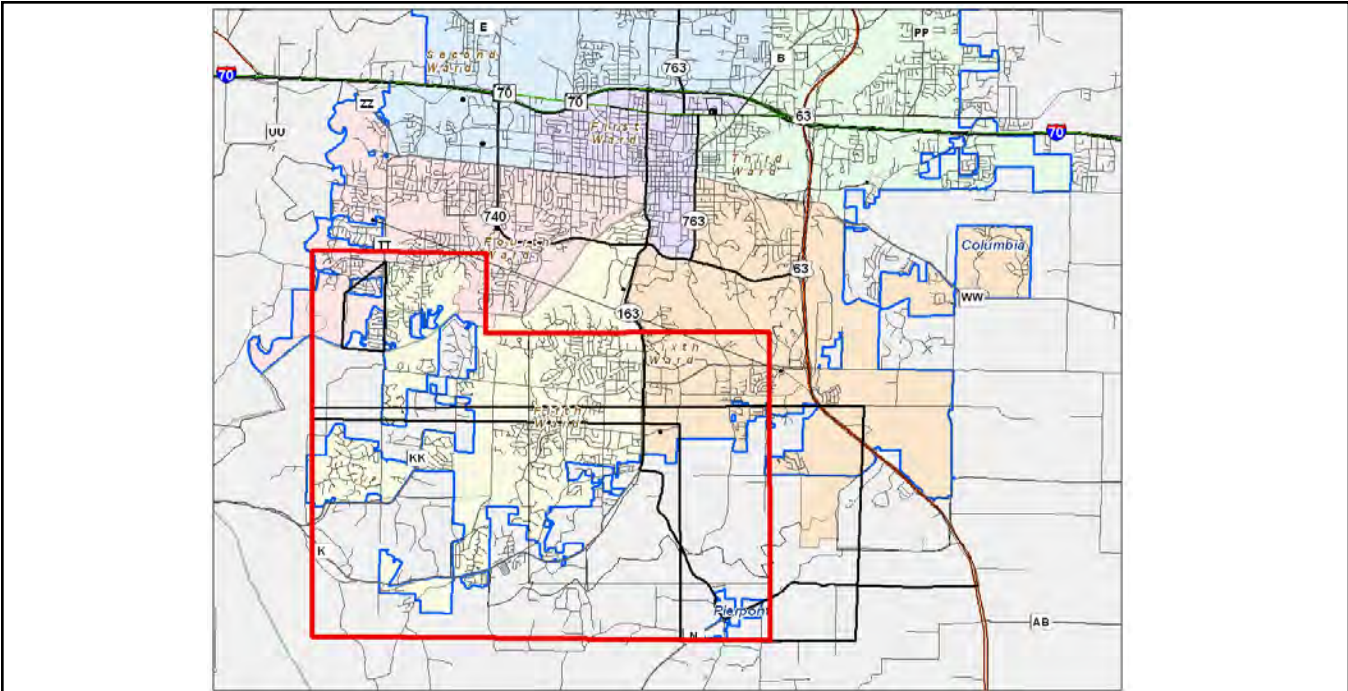 E
PP
Second
Ward
763
B
70
70
70
ZZ
63
UU
First
Ward
70
Third
Ward
740
763
Fourth
Ward
TT
Columbia
63
WW
163
Sixth
Ward
Fifth
Ward
KK
K
Pierpont
N
AB